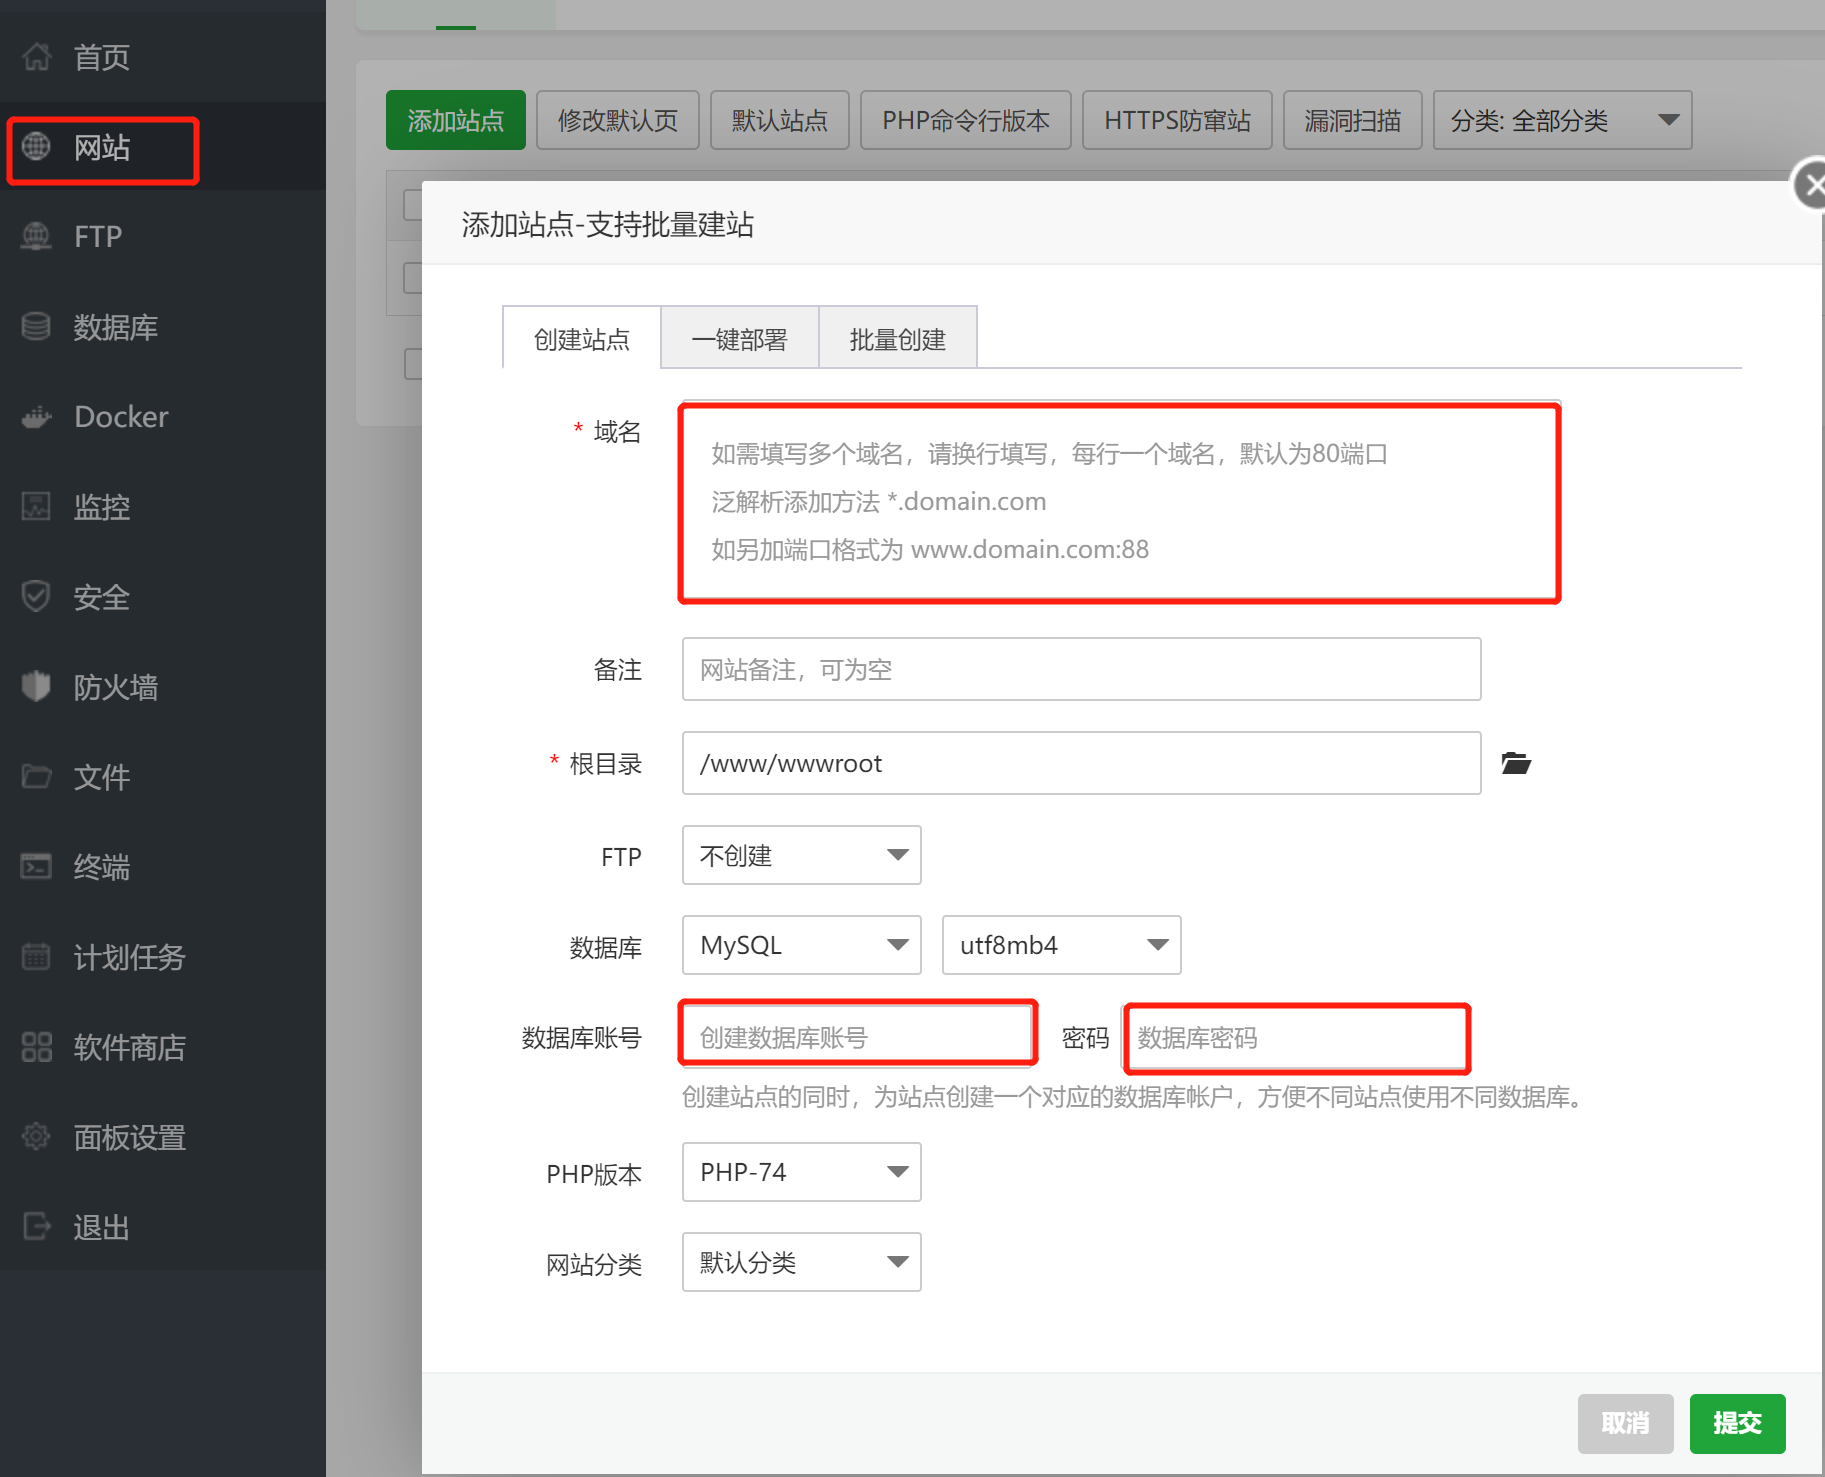 首页
网站
FTP
数据库
Docker
监控
安全
防火墙
文件
终端
计划任务
软件商店
面板设置
退出
添加站点 修改默认页 默认站点 PHP命令行版本 HTTPS防窜站 漏洞扫描 分类: 全部分类
添加站点-支持批量建站
创建站点 一键部署 批量创建
* 域名
如需填写多个域名，请换行填写，每行一个域名，默认为80端口
泛解析添加方法 *.domain.com
如另加端口格式为 www.domain.com:88
备注 网站备注，可为空
* 根目录 /www/wwwroot
FTP 不创建
数据库 MySQL utf8mb4
数据库账号 创建数据库账号 密码 数据库密码
创建站点的同时，为站点创建一个对应的数据库帐户，方便不同站点使用不同数据库。
PHP版本 PHP-74
网站分类 默认分类
取消 提交